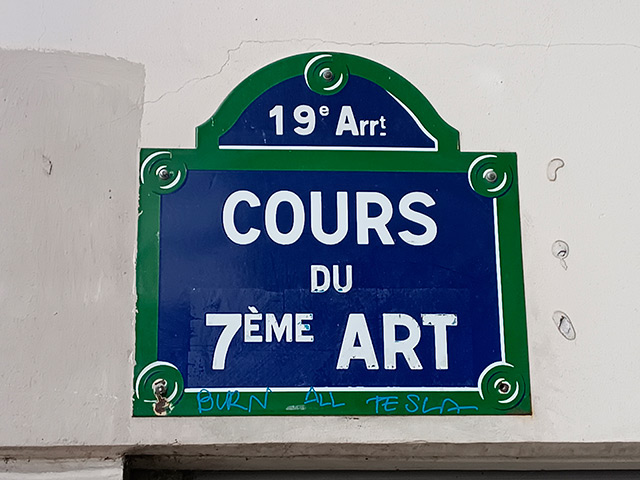 19e Arrt
COURS
DU
7ÈME ART
BURN ALL TESLA